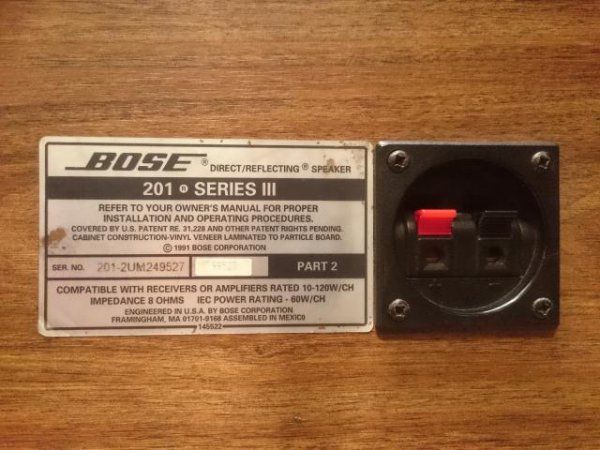 BOSE ® DIRECT/REFLECTING ® SPEAKER
201 ® SERIES III
REFER TO YOUR OWNER'S MANUAL FOR PROPER
INSTALLATION AND OPERATING PROCEDURES.
COVERED BY U.S. PATENT RE. 31,228 AND OTHER PATENT RIGHTS PENDING.
CABINET CONSTRUCTION-VINYL VENEER LAMINATED TO PARTICLE BOARD.
© 1991 BOSE CORPORATION
SER. NO. 201-2UM249527 PART 2
COMPATIBLE WITH RECEIVERS OR AMPLIFIERS RATED 10-120W/CH
IMPEDANCE 8 OHMS IEC POWER RATING - 60W/CH
ENGINEERED IN U.S.A. BY BOSE CORPORATION
FRAMINGHAM, MA 01701-9168 ASSEMBLED IN MEXICO
145522
+ -